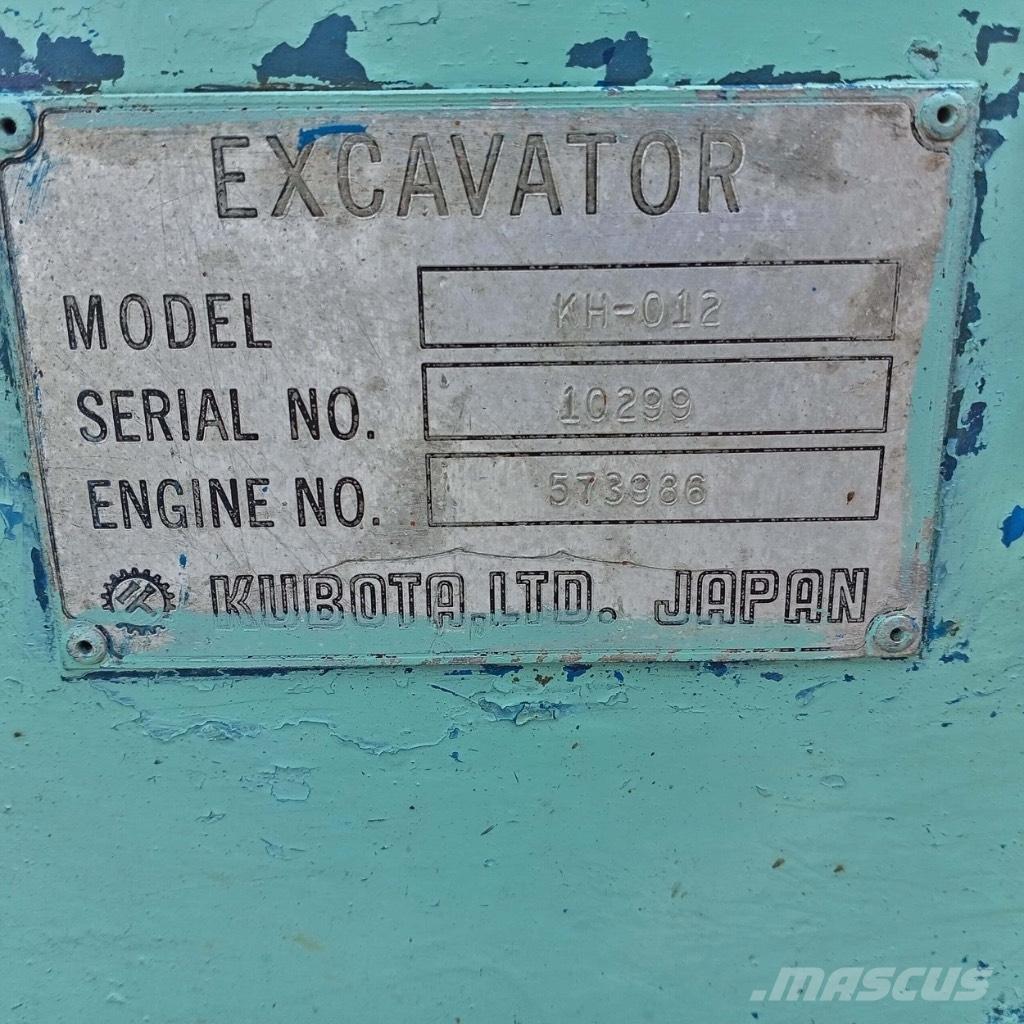 EXCAVATOR
MODEL KH-012
SERIAL NO. 10299
ENGINE NO. 573986
KUBOTA,LTD. JAPAN
.MASCUS